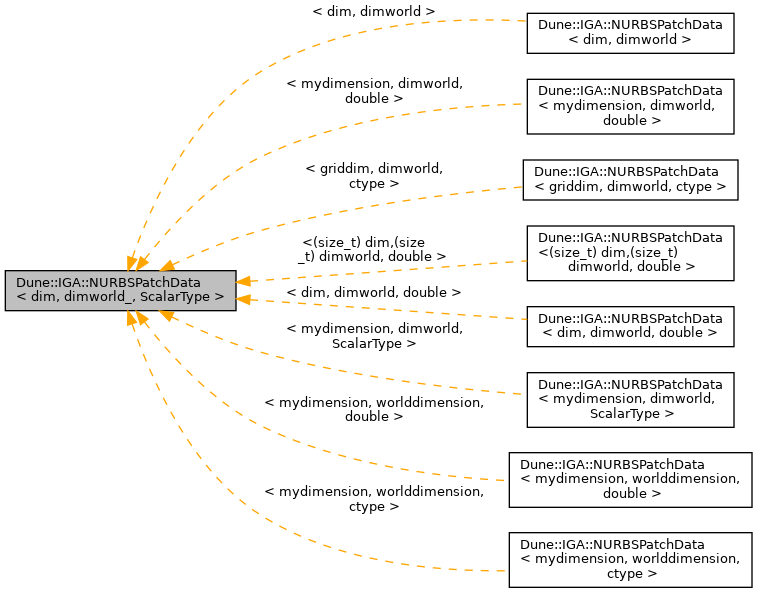 < dim, dimworld >
Dune::IGA::NURBSPatchData
< dim, dimworld >
< mydimension, dimworld,
double >
Dune::IGA::NURBSPatchData
< mydimension, dimworld,
double >
< griddim, dimworld,
ctype >
Dune::IGA::NURBSPatchData
< griddim, dimworld, ctype >
<(size_t) dim,(size
_t) dimworld, double >
Dune::IGA::NURBSPatchData
<(size_t) dim,(size_t)
dimworld, double >
Dune::IGA::NURBSPatchData
< dim, dimworld_, ScalarType >
< dim, dimworld, double >
Dune::IGA::NURBSPatchData
< dim, dimworld, double >
< mydimension, dimworld,
ScalarType >
Dune::IGA::NURBSPatchData
< mydimension, dimworld,
ScalarType >
< mydimension, worlddimension,
double >
Dune::IGA::NURBSPatchData
< mydimension, worlddimension,
double >
< mydimension, worlddimension,
ctype >
Dune::IGA::NURBSPatchData
< mydimension, worlddimension,
ctype >